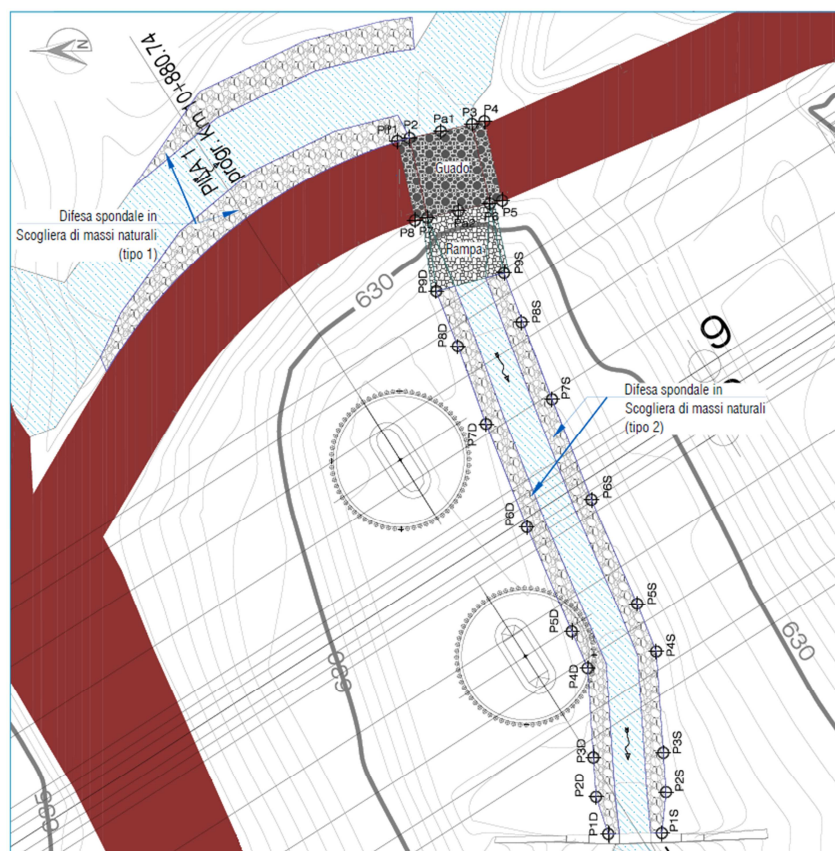 N
PILA 1
progr Km 10+880.74
P1
P2
Pa1
P3
P4
Guado
P8
P7
Pa2
P6
P5
Rampa
Difesa spondale in
Scogliera di massi naturali
(tipo 1)
630
P9D
P9S
P8D
P8S
P7D
P7S
9
Difesa spondale in
Scogliera di massi naturali
(tipo 2)
P6D
P6S
P5D
P5S
P4D
P4S
630
630
P3D
P3S
P2D
P2S
P1D
P1S